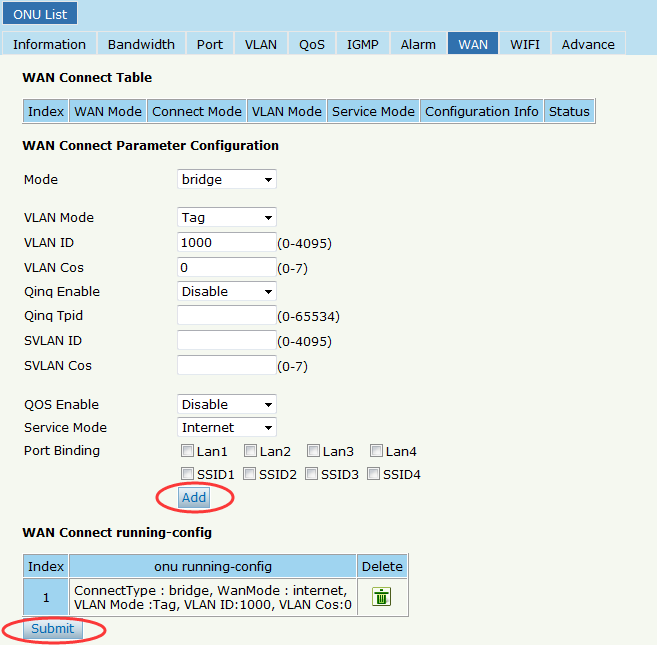 ONU List
Information Bandwidth Port VLAN QoS IGMP Alarm WAN WIFI Advance
WAN Connect Table
Index WAN Mode Connect Mode VLAN Mode Service Mode Configuration Info Status
WAN Connect Parameter Configuration
Mode bridge
VLAN Mode Tag
VLAN ID 1000 (0-4095)
VLAN Cos 0 (0-7)
Qinq Enable Disable
Qinq Tpid (0-65534)
SVLAN ID (0-4095)
SVLAN Cos (0-7)
QOS Enable Disable
Service Mode Internet
Port Binding Lan1 Lan2 Lan3 Lan4
SSID1 SSID2 SSID3 SSID4
Add
WAN Connect running-config
Index onu running-config Delete
1 ConnectType : bridge, WanMode : internet,
VLAN Mode :Tag, VLAN ID:1000, VLAN Cos:0
Submit